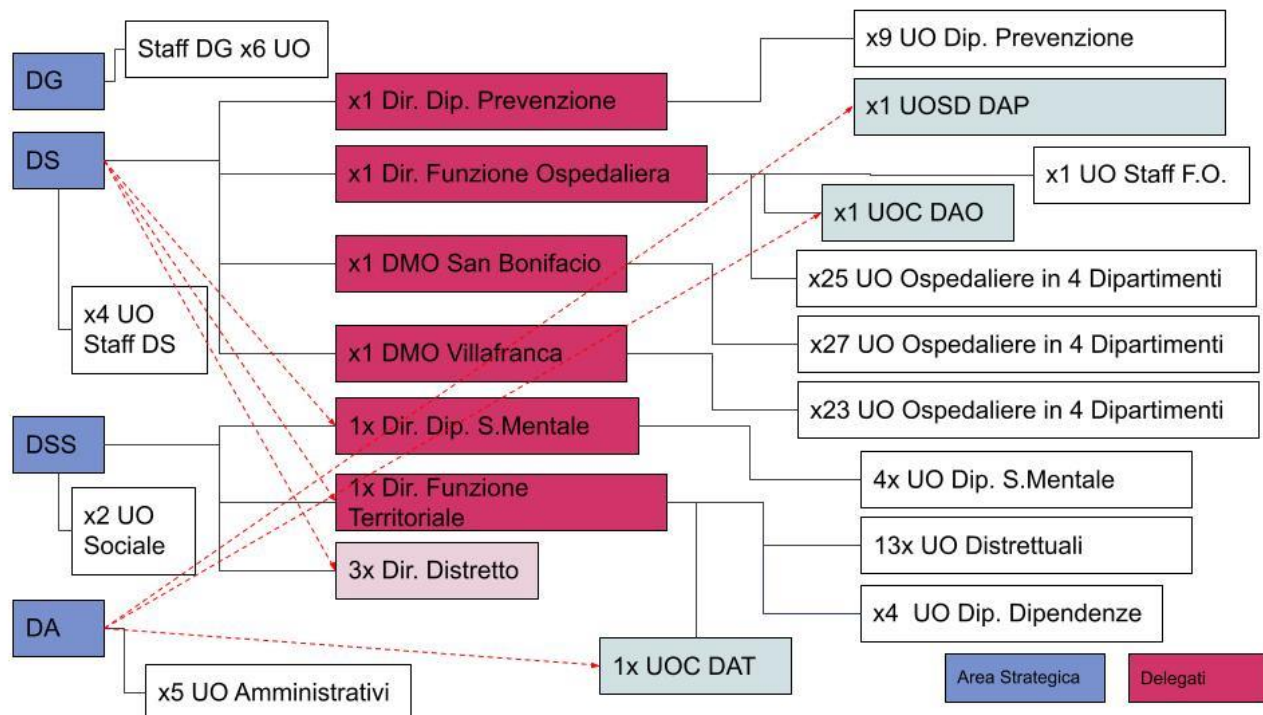 DG
Staff DG x6 UO
x9 UO Dip. Prevenzione
x1 Dir. Dip. Prevenzione
x1 UOSD DAP
DS
x1 Dir. Funzione Ospedaliera
x1 UO Staff F.O.
x1 UOC DAO
x1 DMO San Bonifacio
x25 UO Ospedaliere in 4 Dipartimenti
x4 UO
Staff DS
x27 UO Ospedaliere in 4 Dipartimenti
x1 DMO Villafranca
x23 UO Ospedaliere in 4 Dipartimenti
DSS
1x Dir. Dip. S.Mentale
4x UO Dip. S.Mentale
1x Dir. Funzione
Territoriale
x2 UO
Sociale
13x UO Distrettuali
3x Dir. Distretto
x4 UO Dip. Dipendenze
DA
1x UOC DAT
x5 UO Amministrativi
Area Strategica
Delegati